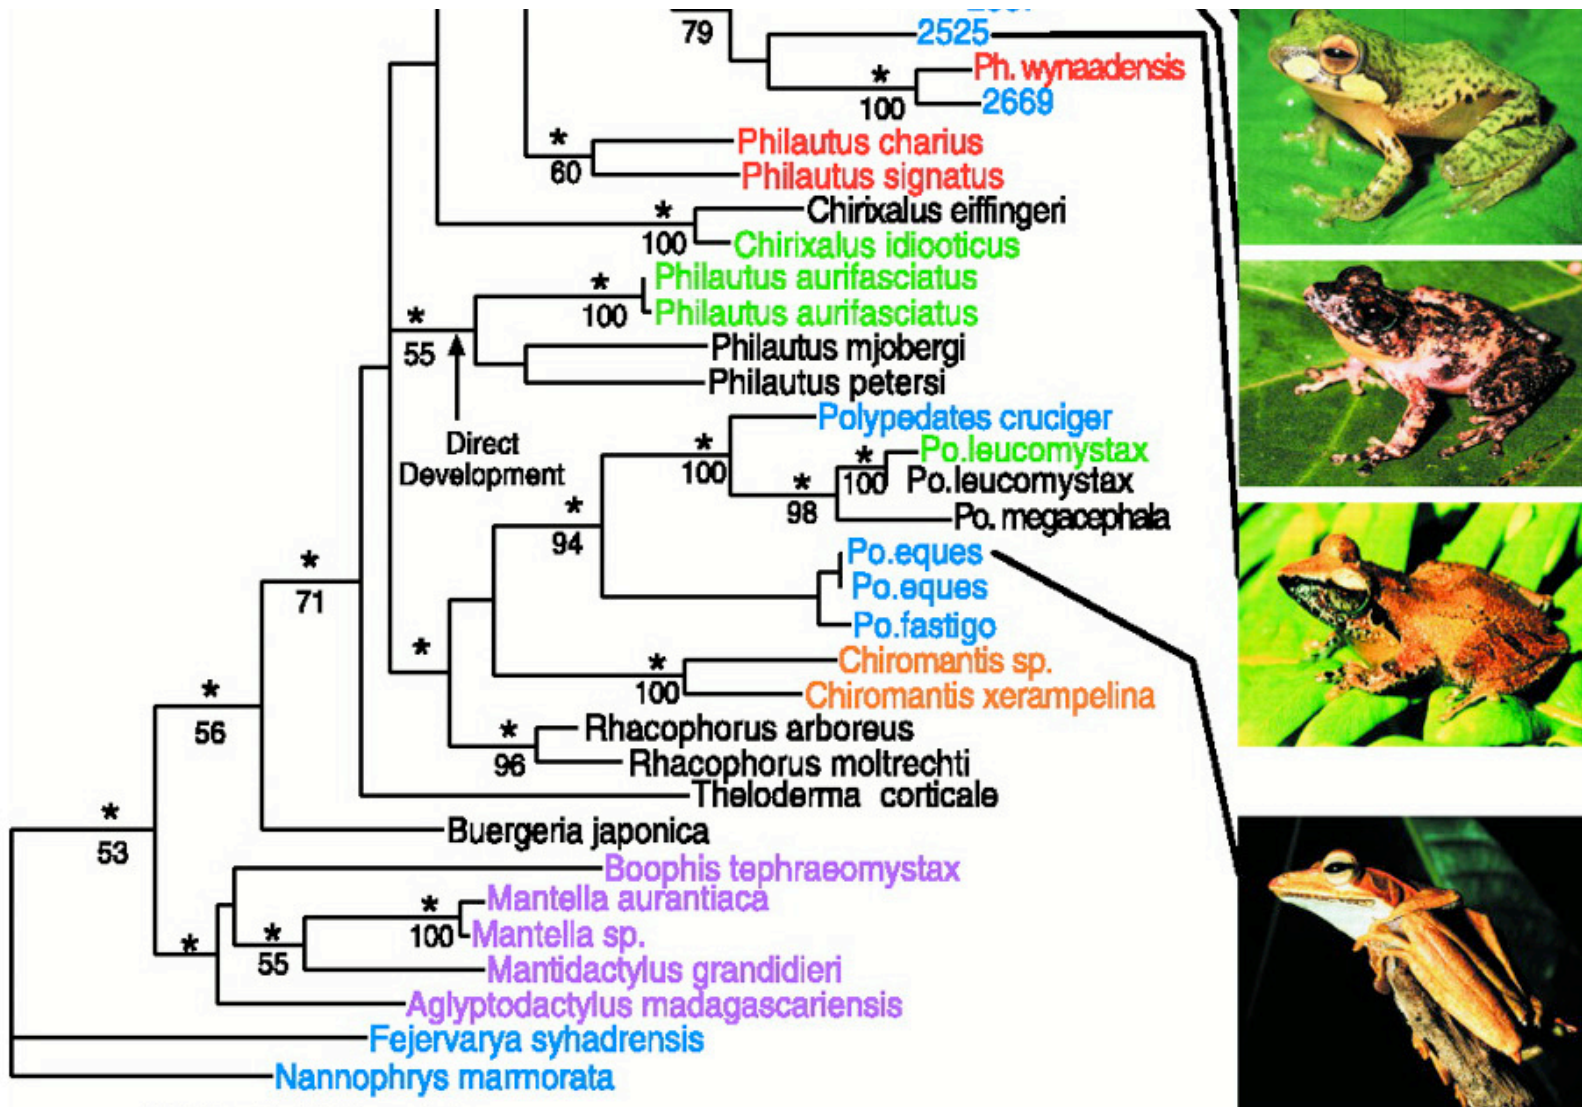 79
2525
*
Ph. wynaadensis
100
2669
*
Philautus charius
60
Philautus signatus
*
Chirixalus eiffingeri
100
Chirixalus idiooticus
*
Philautus aurifasciatus
100
Philautus aurifasciatus
*
55
Philautus mjobergi
Philautus petersi
Direct
Development
Polypedates cruciger
*
100
*
Po.leucomystax
100
Po.leucomystax
*
98
Po. megacephala
*
94
Po.eques
Po.eques
Po.fastigo
*
71
*
*
Chiromantis sp.
100
Chiromantis xerampelina
*
Rhacophorus arboreus
96
Rhacophorus moltrechti
*
56
Theloderma corticale
*
53
Buergeria japonica
Boophis tephraeomystax
*
Mantella aurantiaca
100
Mantella sp.
*
*
55
Mantidactylus grandidieri
Aglyptodactylus madagascariensis
Fejervarya syhadrensis
Nannophrys marmorata